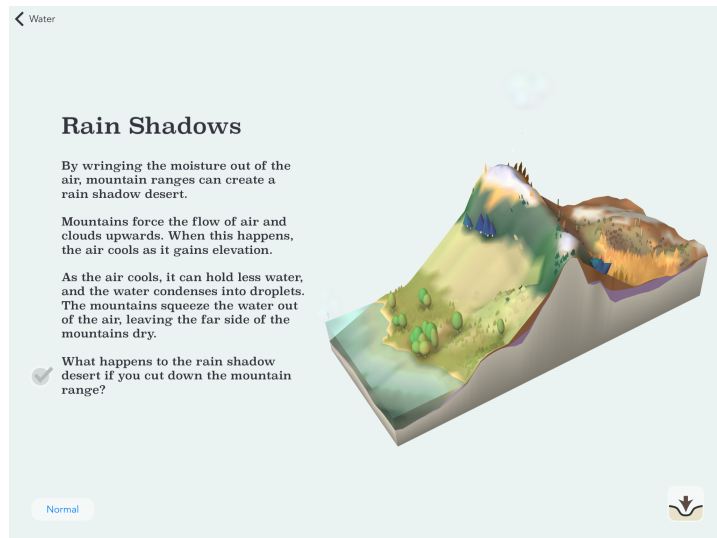 Water
Rain Shadows
By wringing the moisture out of the
air, mountain ranges can create a
rain shadow desert.
Mountains force the flow of air and
clouds upwards. When this happens,
the air cools as it gains elevation.
As the air cools, it can hold less water,
and the water condenses into droplets.
The mountains squeeze the water out
of the air, leaving the far side of the
mountains dry.
What happens to the rain shadow
desert if you cut down the mountain
range?
Normal